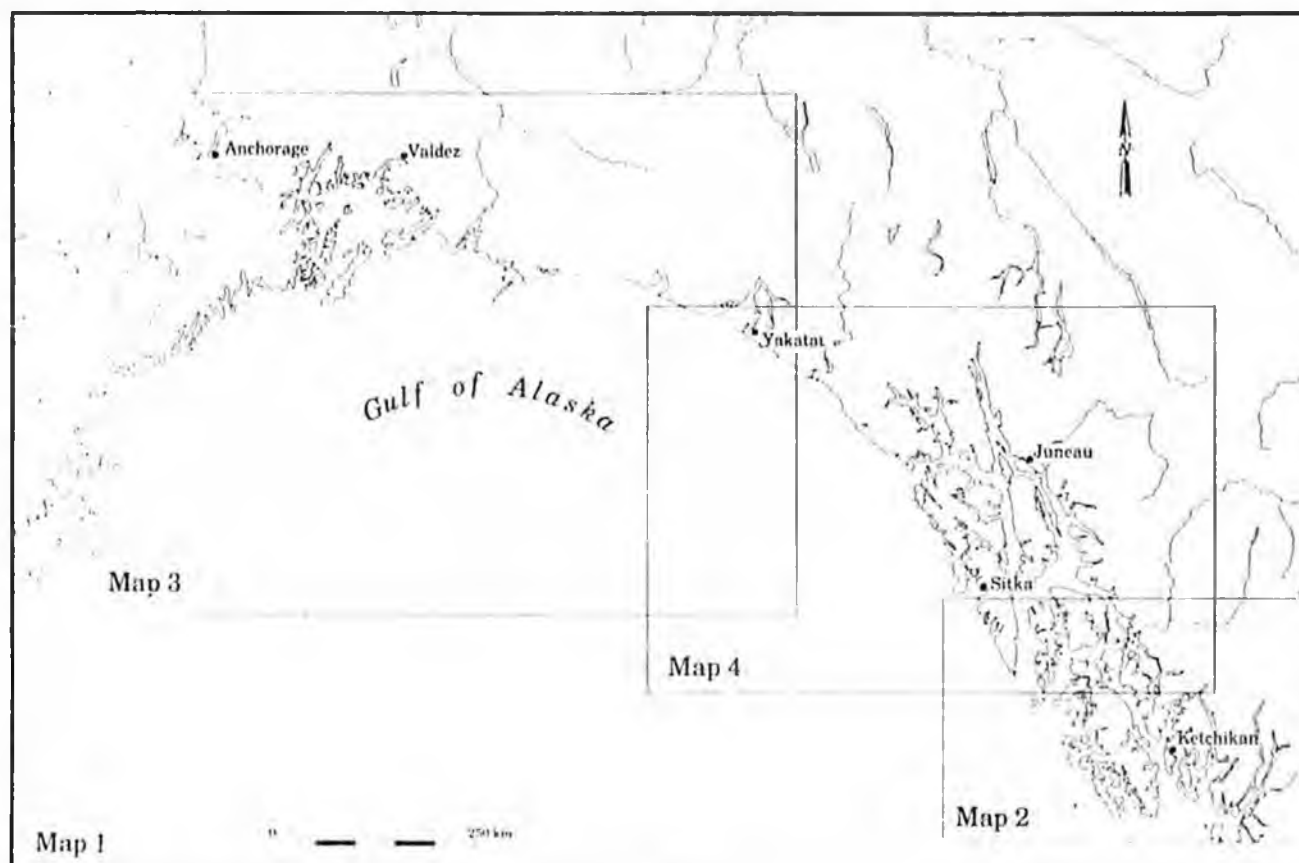 Anchorage
Valdez
N
Yakatat
Gulf of Alaska
Juneau
Map 3
Sitka
Map 4
Ketchikan
Map 2
0 250 km
Map 1